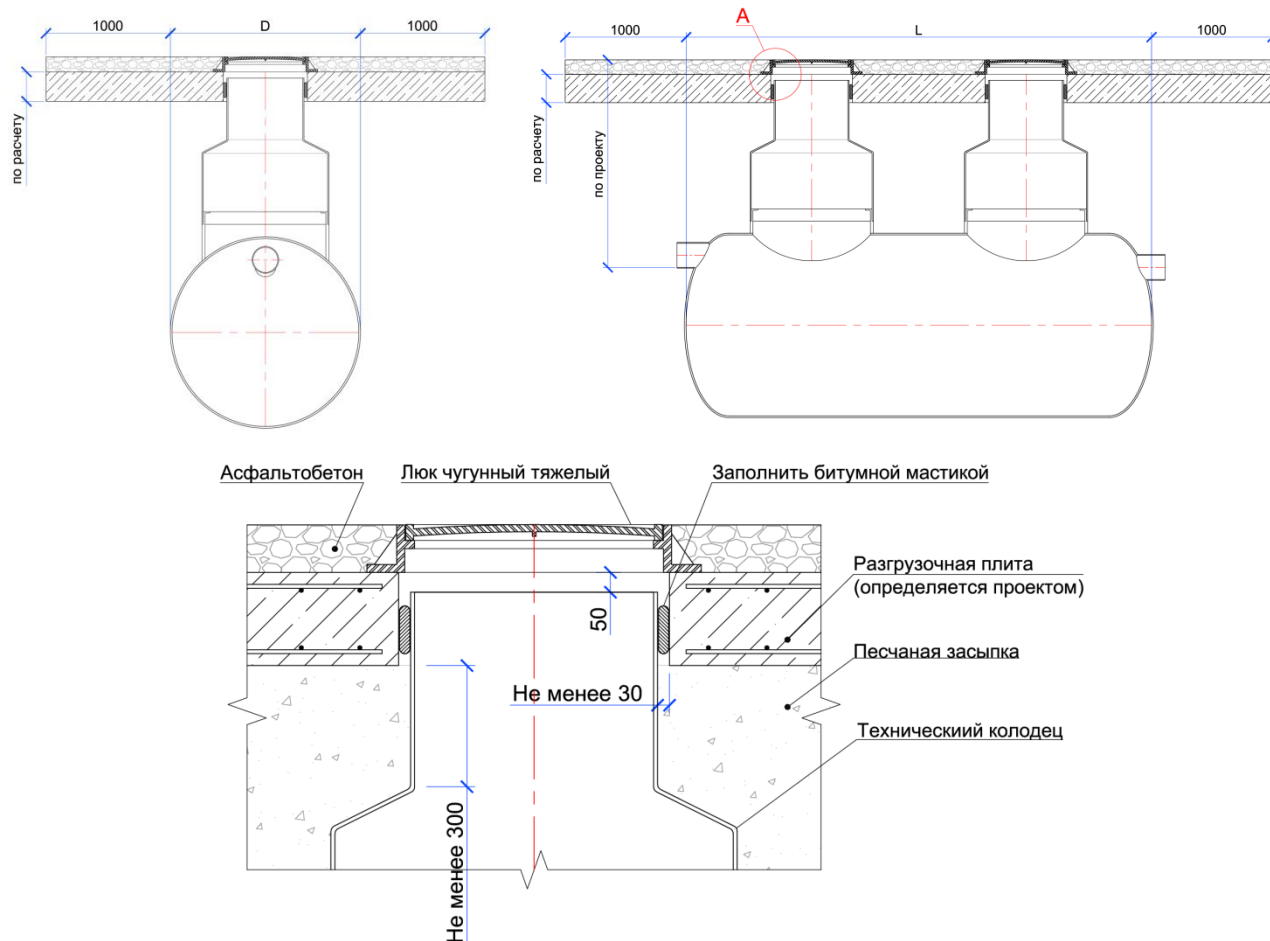 1000
D
1000
по расчету
А
1000
L
1000
по расчету
по проекту
Асфальтобетон
Люк чугунный тяжелый
Заполнить битумной мастикой
Разгрузочная плита
(определяется проектом)
50
Песчаная засыпка
Не менее 30
Техническиий колодец
Не менее 300